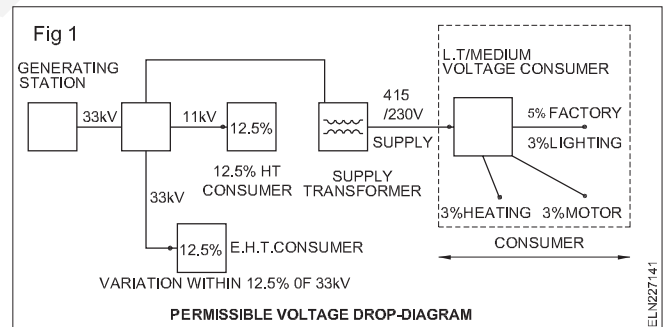 Fig 1
GENERATING
STATION
33kV
11kV
12.5%
12.5% HT
CONSUMER
33kV
12.5%
E.H.T.CONSUMER
VARIATION WITHIN 12.5% 0F 33kV
SUPPLY
TRANSFORMER
415
/230V
SUPPLY
L.T/MEDIUM
VOLTAGE CONSUMER
5% FACTORY
3%LIGHTING
3%HEATING
3%MOTOR
CONSUMER
PERMISSIBLE VOLTAGE DROP-DIAGRAM
ELN227141